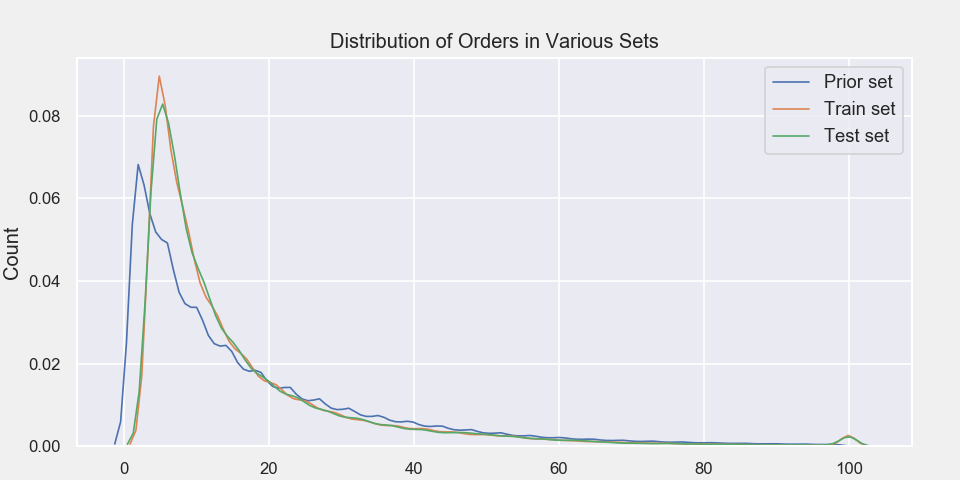 Distribution of Orders in Various Sets
Prior set
Train set
Test set
Count
0.08
0.06
0.04
0.02
0.00
0 20 40 60 80 100